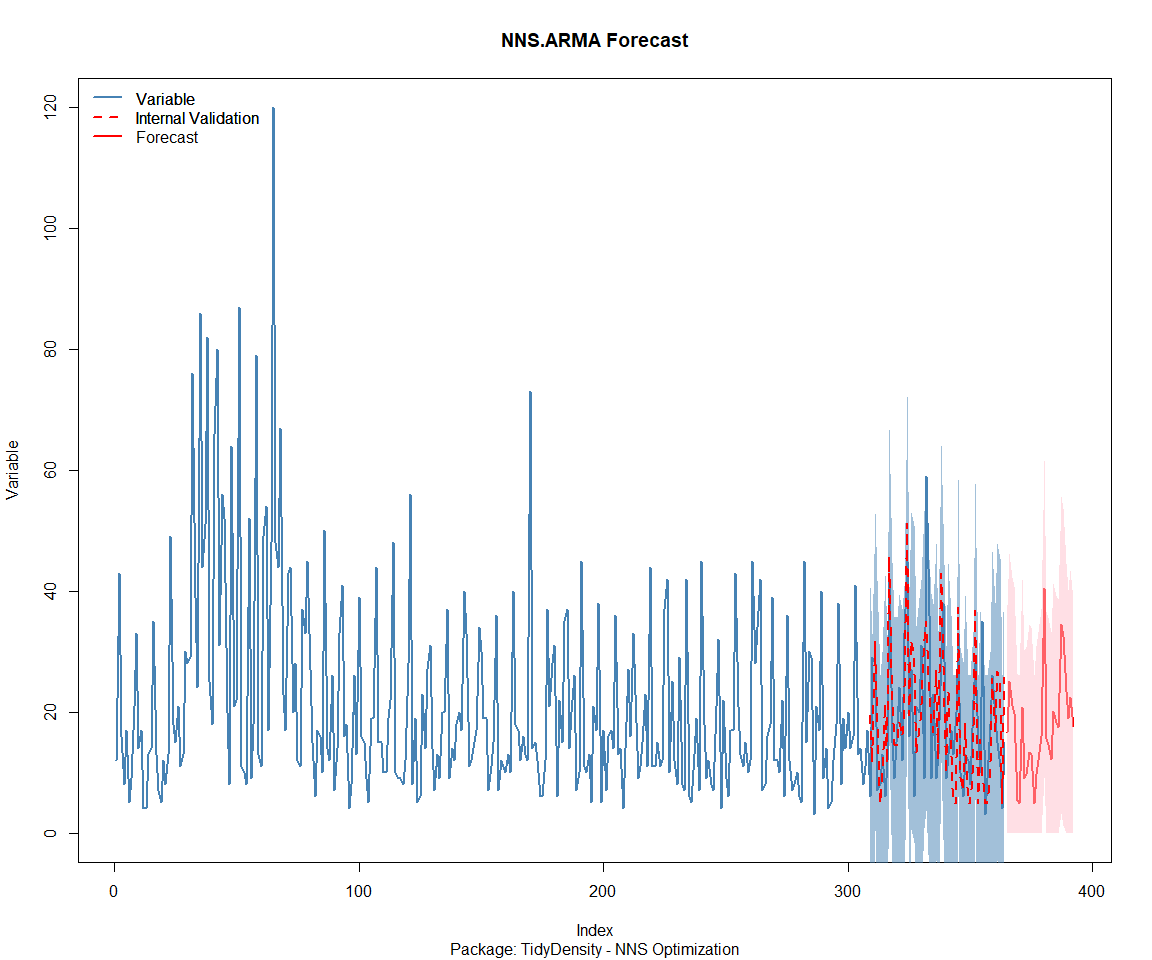 NNS.ARMA Forecast
Variable
Internal Validation
Forecast
Variable
120
100
80
60
40
20
0
0
100
200
300
400
Index
Package: TidyDensity - NNS Optimization